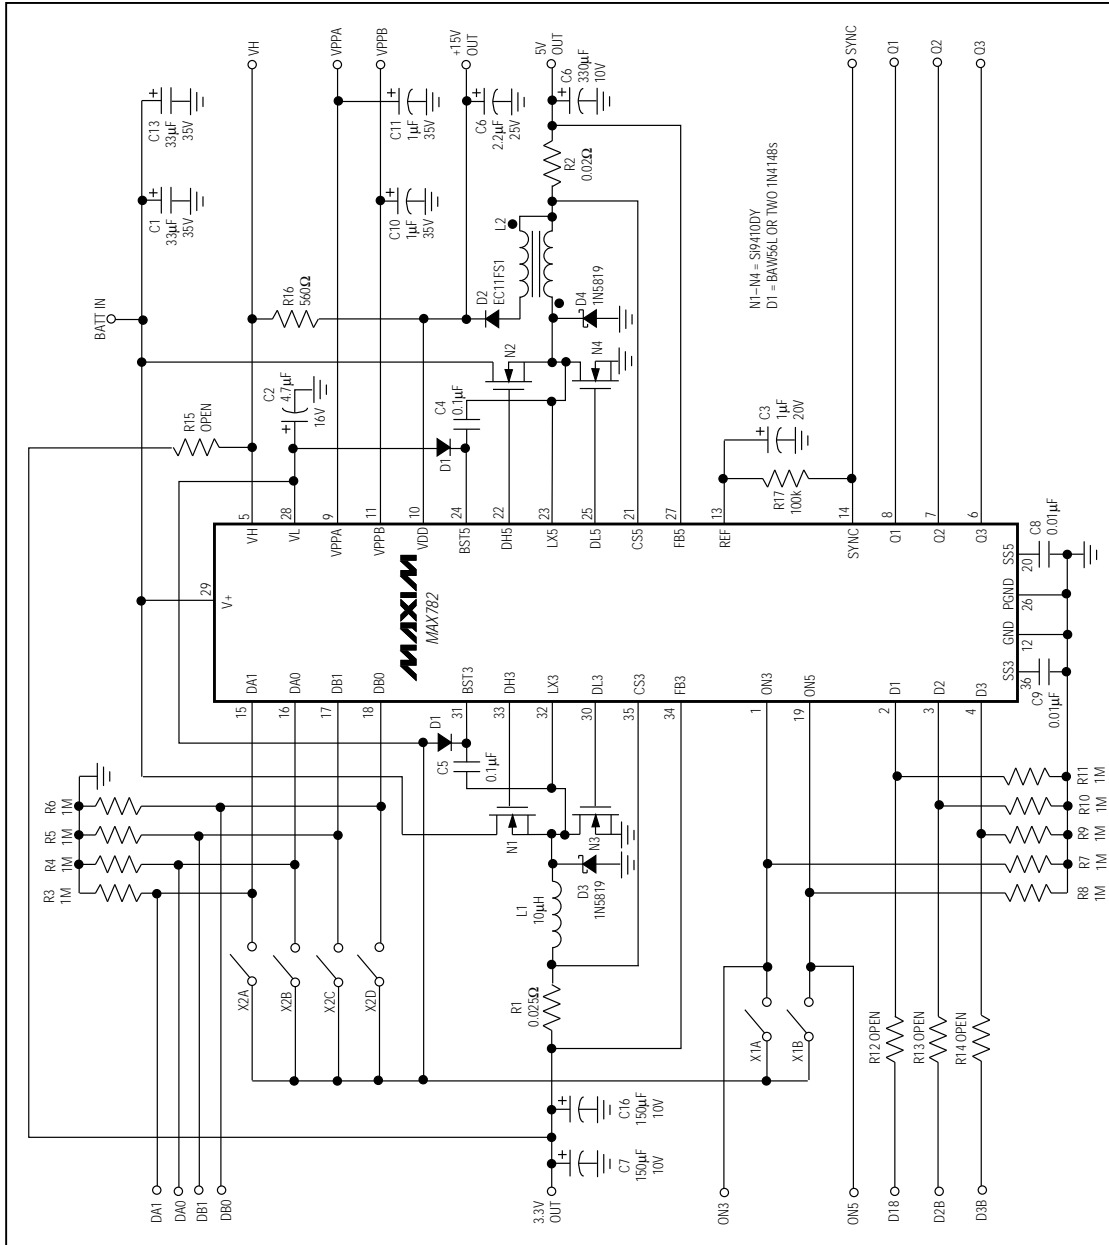 BATT IN
C1
33µF
35V
C13
33µF
35V
VH
VPPA
VPPB
+15V
OUT
5V
OUT
SYNC
Q1
Q2
Q3
R15
OPEN
C2
4.7µF
16V
R16
560Ω
C10
1µF
35V
C11
1µF
35V
C6
2.2µF
25V
C6
330µF
10V
R2
0.02Ω
L2
D2
EC11FS1
D4
1N5819
N2
N4
C4
0.1µF
D1
N1–N4 = Si9410DY
D1 = BAW56L OR TWO 1N4148s
C3
1µF
20V
R17
100k
5
28
9
11
10
24
22
23
25
21
27
13
14
8
7
6
VH
VL
VPPA
VPPB
VDD
BST5
DH5
LX5
DL5
CS5
FB5
REF
SYNC
Q1
Q2
Q3
29
V+
MAXIM
MAX782
SS5
20
PGND
26
GND
12
SS3
36
C8
0.01µF
C9
0.01µF
DA1
DA0
DB1
DB0
BST3
DH3
LX3
DL3
CS3
FB3
ON3
ON5
D1
D2
D3
15
16
17
18
31
33
32
30
35
34
1
19
2
3
4
D1
C5
0.1µF
N1
N3
D3
1N5819
L1
10µH
R1
0.025Ω
R6
1M
R5
1M
R4
1M
R3
1M
X2A
X2B
X2C
X2D
R11
1M
R10
1M
R9
1M
R7
1M
R8
1M
X1A
X1B
R12 OPEN
R13 OPEN
R14 OPEN
C16
150µF
10V
C7
150µF
10V
DA1
DA0
DB1
DB0
3.3V
OUT
ON3
ON5
D18
D2B
D3B